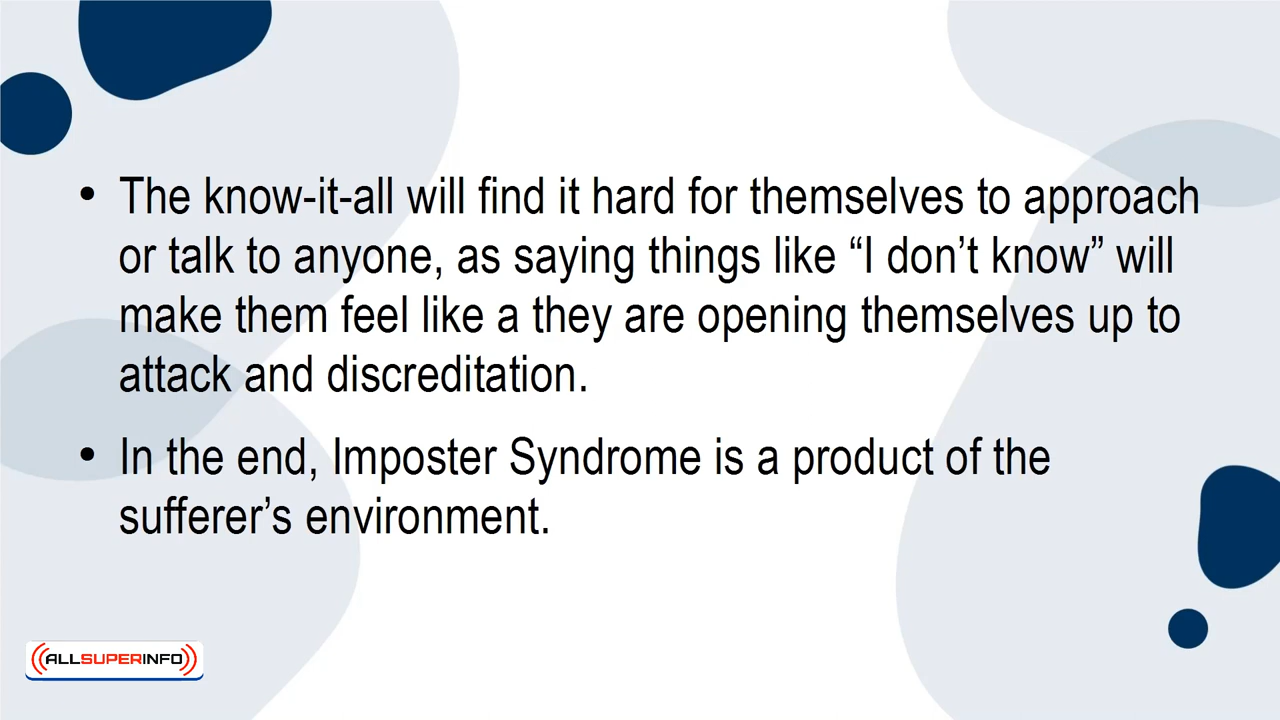 • The know-it-all will find it hard for themselves to approach
or talk to anyone, as saying things like “I don’t know” will
make them feel like a they are opening themselves up to
attack and discreditation.
• In the end, Imposter Syndrome is a product of the
sufferer’s environment.
ALLSUPERINFO